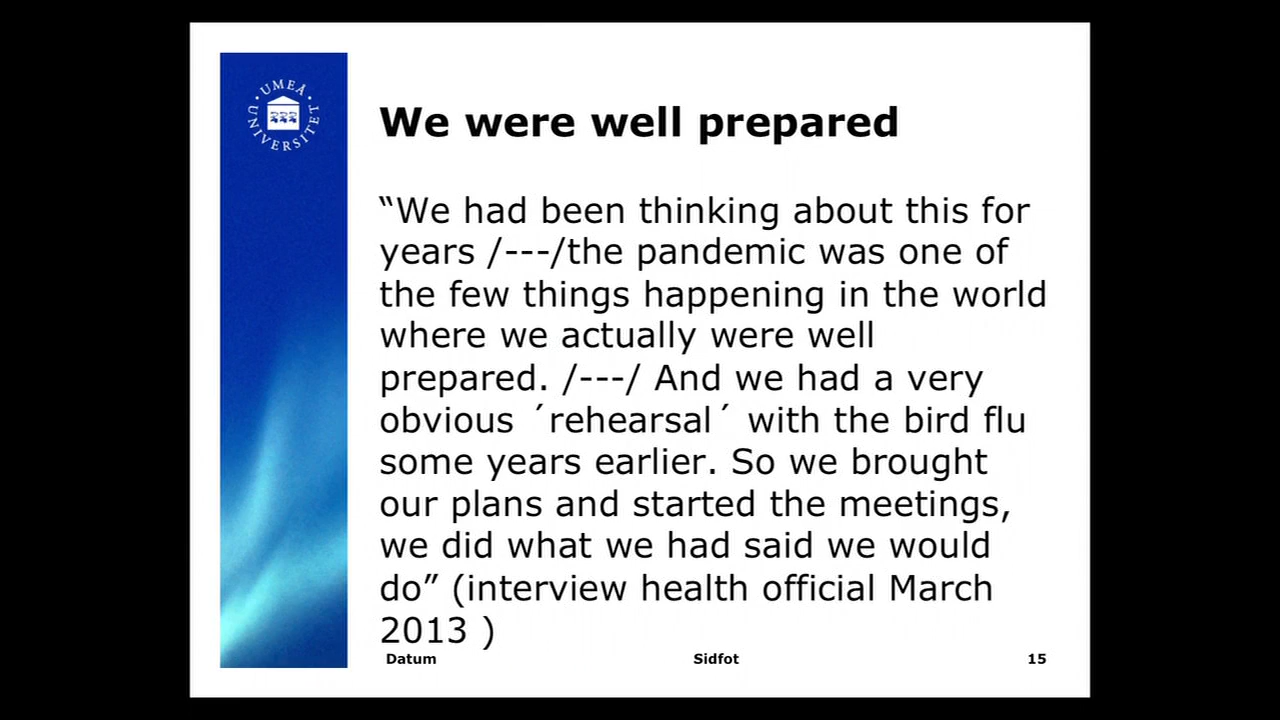 UMEÅ UNIVERSITET
We were well prepared
“We had been thinking about this for
years /---/the pandemic was one of
the few things happening in the world
where we actually were well
prepared. /---/ And we had a very
obvious ´rehearsal´ with the bird flu
some years earlier. So we brought
our plans and started the meetings,
we did what we had said we would
do” (interview health official March
2013 )
Datum Sidfot 15